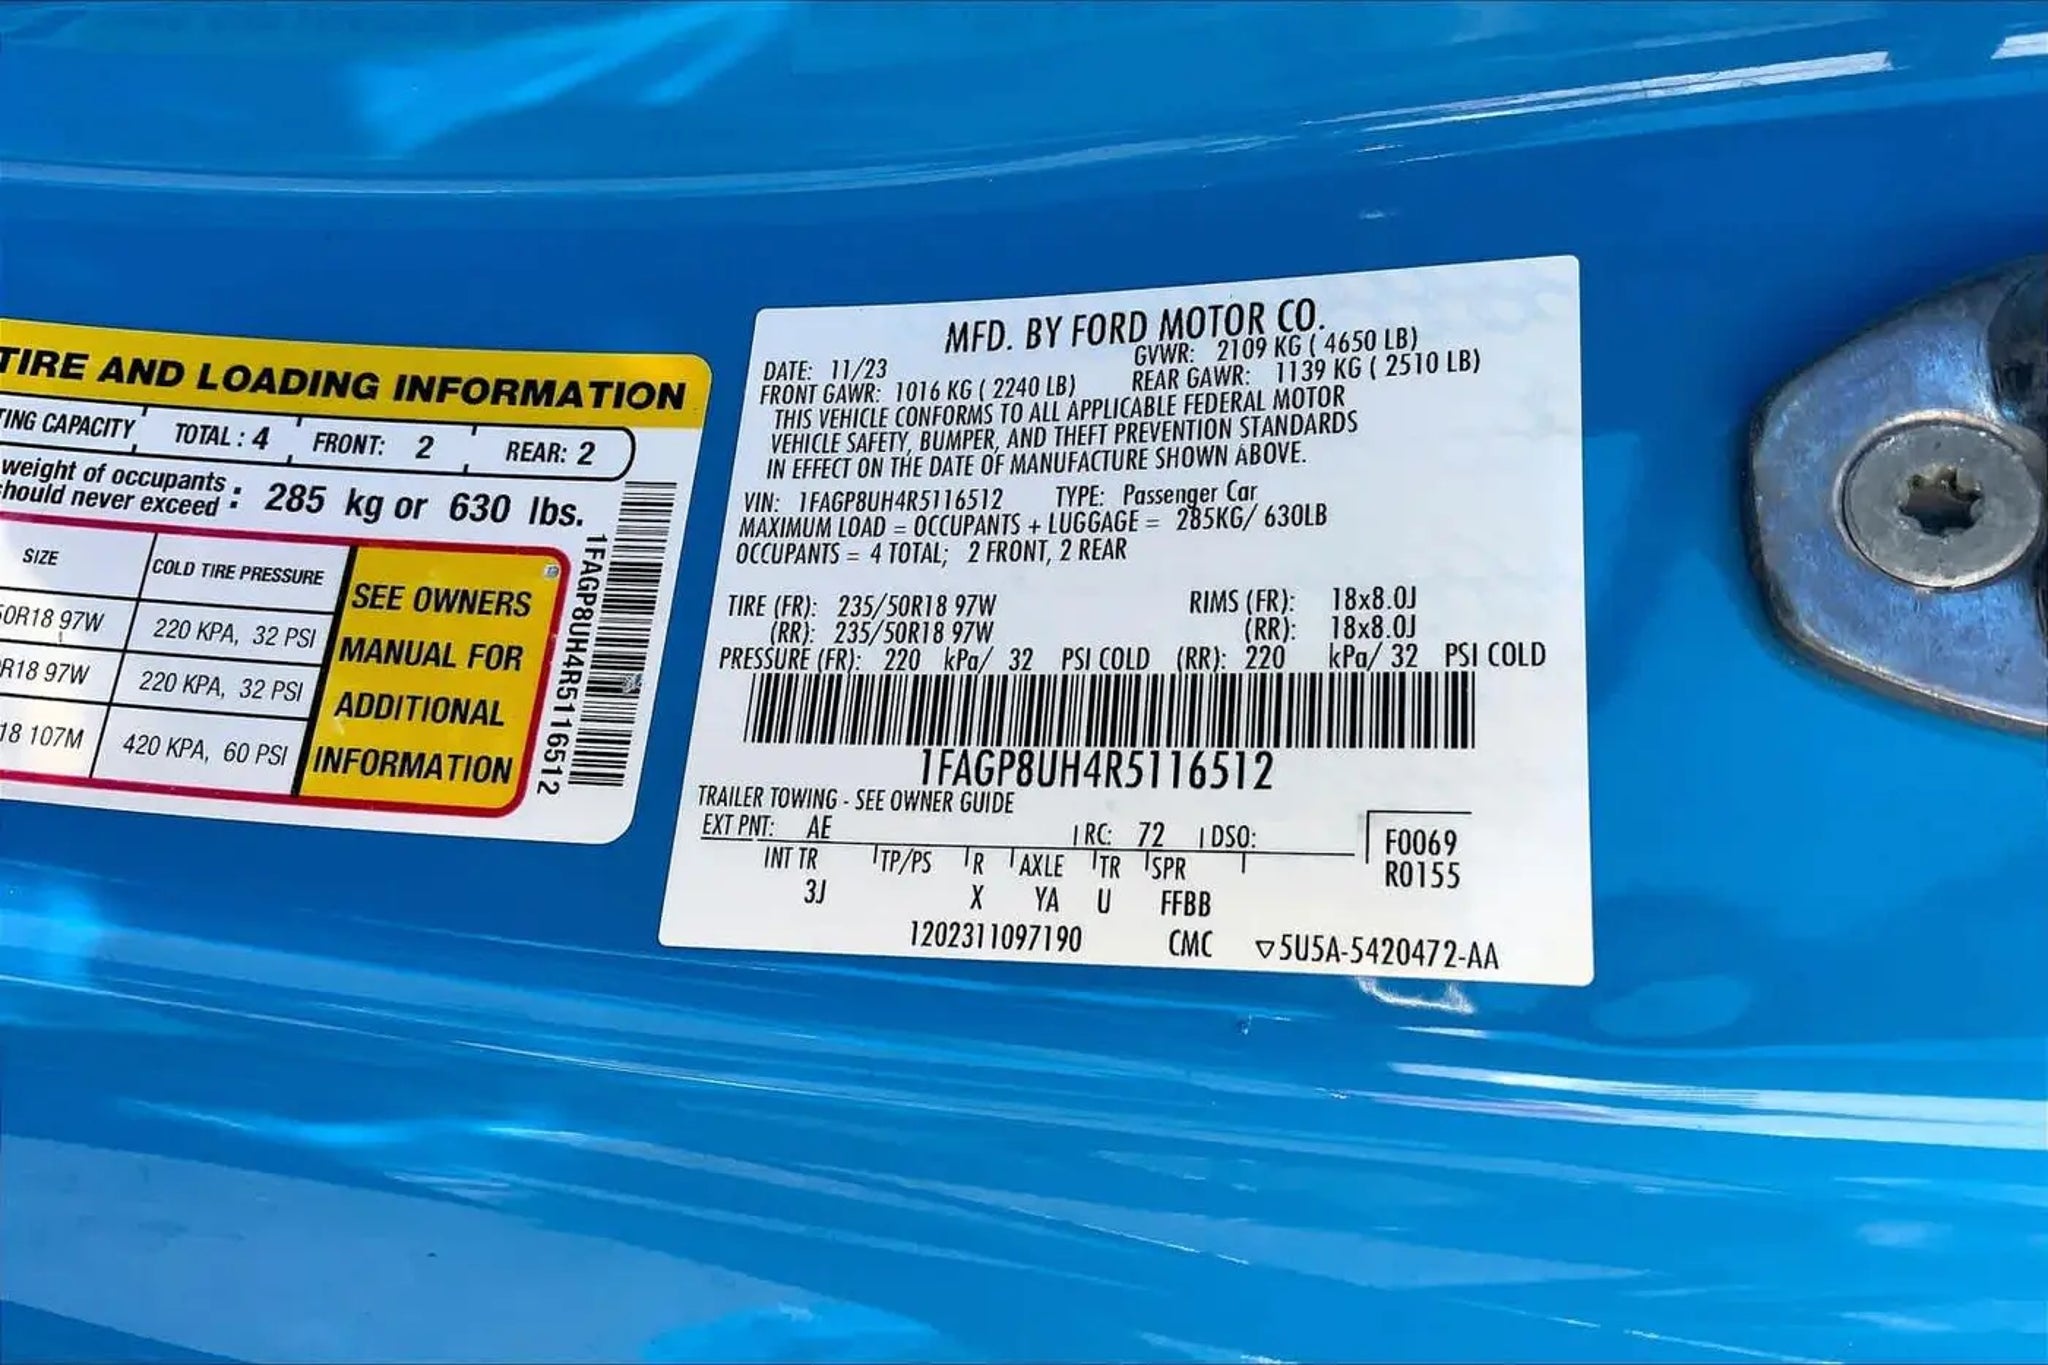 TIRE AND LOADING INFORMATION
TING CAPACITY TOTAL : 4 FRONT: 2 REAR: 2
weight of occupants
should never exceed : 285 kg or 630 lbs.
SIZE COLD TIRE PRESSURE
50R18 97W 220 KPA, 32 PSI
R18 97W 220 KPA, 32 PSI
18 107M 420 KPA, 60 PSI
SEE OWNERS
MANUAL FOR
ADDITIONAL
INFORMATION
1FAGP8UH4R5116512
MFD. BY FORD MOTOR CO.
DATE: 11/23 GVWR: 2109 KG ( 4650 LB)
FRONT GAWR: 1016 KG ( 2240 LB) REAR GAWR: 1139 KG ( 2510 LB)
THIS VEHICLE CONFORMS TO ALL APPLICABLE FEDERAL MOTOR
VEHICLE SAFETY, BUMPER, AND THEFT PREVENTION STANDARDS
IN EFFECT ON THE DATE OF MANUFACTURE SHOWN ABOVE.
VIN: 1FAGP8UH4R5116512 TYPE: Passenger Car
MAXIMUM LOAD = OCCUPANTS + LUGGAGE = 285KG/ 630LB
OCCUPANTS = 4 TOTAL; 2 FRONT, 2 REAR
TIRE (FR): 235/50R18 97W RIMS (FR): 18x8.0J
(RR): 235/50R18 97W (RR): 18x8.0J
PRESSURE (FR): 220 kPa/ 32 PSI COLD (RR): 220 kPa/ 32 PSI COLD
1FAGP8UH4R5116512
TRAILER TOWING - SEE OWNER GUIDE
EXT PNT: AE RC: 72 DSO: F0069
R0155
INT TR TP/PS R AXLE TR SPR
3J X YA U FFBB
1202311097190 CMC ▽5U5A-5420472-AA